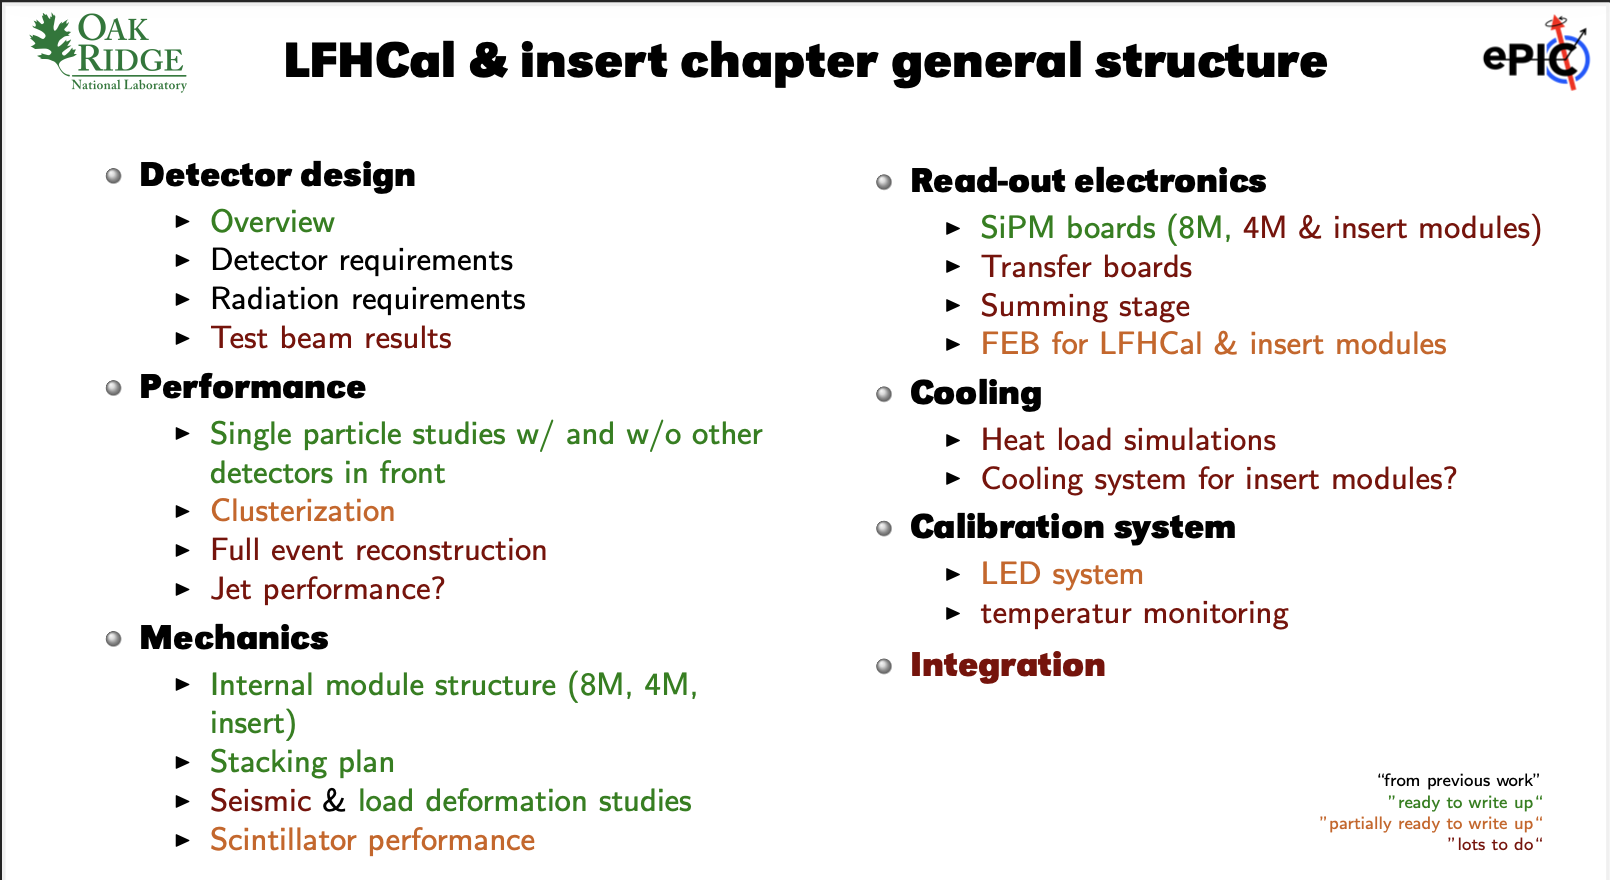 OAK
RIDGE
National Laboratory
LFHCal & insert chapter general structure
ePIC
Detector design
Overview
Detector requirements
Radiation requirements
Test beam results
Performance
Single particle studies w/ and w/o other
detectors in front
Clusterization
Full event reconstruction
Jet performance?
Mechanics
Internal module structure (8M, 4M,
insert)
Stacking plan
Seismic & load deformation studies
Scintillator performance
Read-out electronics
SiPM boards (8M, 4M & insert modules)
Transfer boards
Summing stage
FEB for LFHCal & insert modules
Cooling
Heat load simulations
Cooling system for insert modules?
Calibration system
LED system
temperatur monitoring
Integration
“from previous work”
”ready to write up“
”partially ready to write up“
”lots to do“